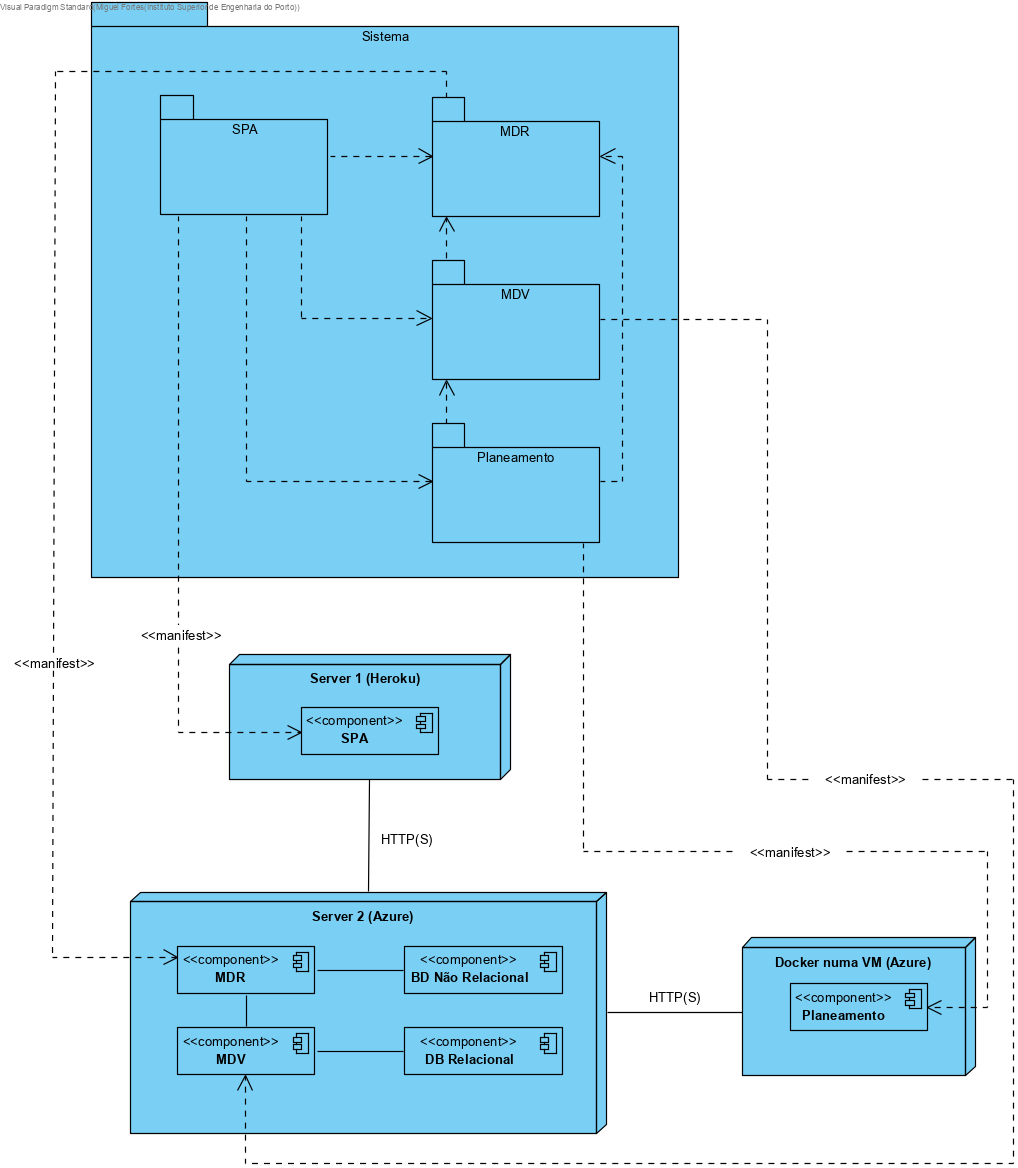 Visual Paradigm Standard(Miguel Fortes(Instituto Superior de Engenharia do Porto))
Sistema
SPA
MDR
MDV
Planeamento
<<manifest>>
<<manifest>>
Server 1 (Heroku)
<<component>>
SPA
<<manifest>>
HTTP(S)
<<manifest>>
Server 2 (Azure)
<<component>>
MDR
<<component>>
BD Não Relacional
<<component>>
MDV
<<component>>
DB Relacional
HTTP(S)
Docker numa VM (Azure)
<<component>>
Planeamento